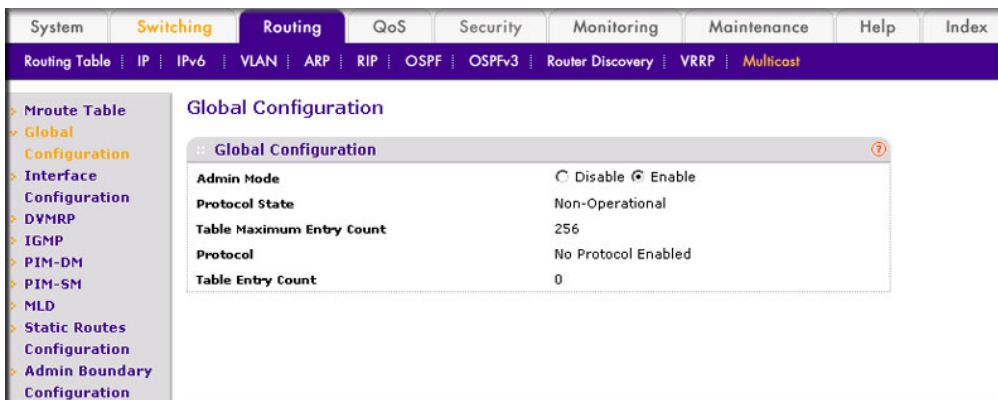 System Switching Routing QoS Security Monitoring Maintenance Help Index
Routing Table IP IPv6 VLAN ARP RIP OSPF OSPFv3 Router Discovery VRRP Multicast
Mroute Table
Global
Configuration
Interface
Configuration
DVMRP
IGMP
PIM-DM
PIM-SM
MLD
Static Routes
Configuration
Admin Boundary
Configuration
Global Configuration
Global Configuration ?
Admin Mode Disable Enable
Protocol State Non-Operational
Table Maximum Entry Count 256
Protocol No Protocol Enabled
Table Entry Count 0